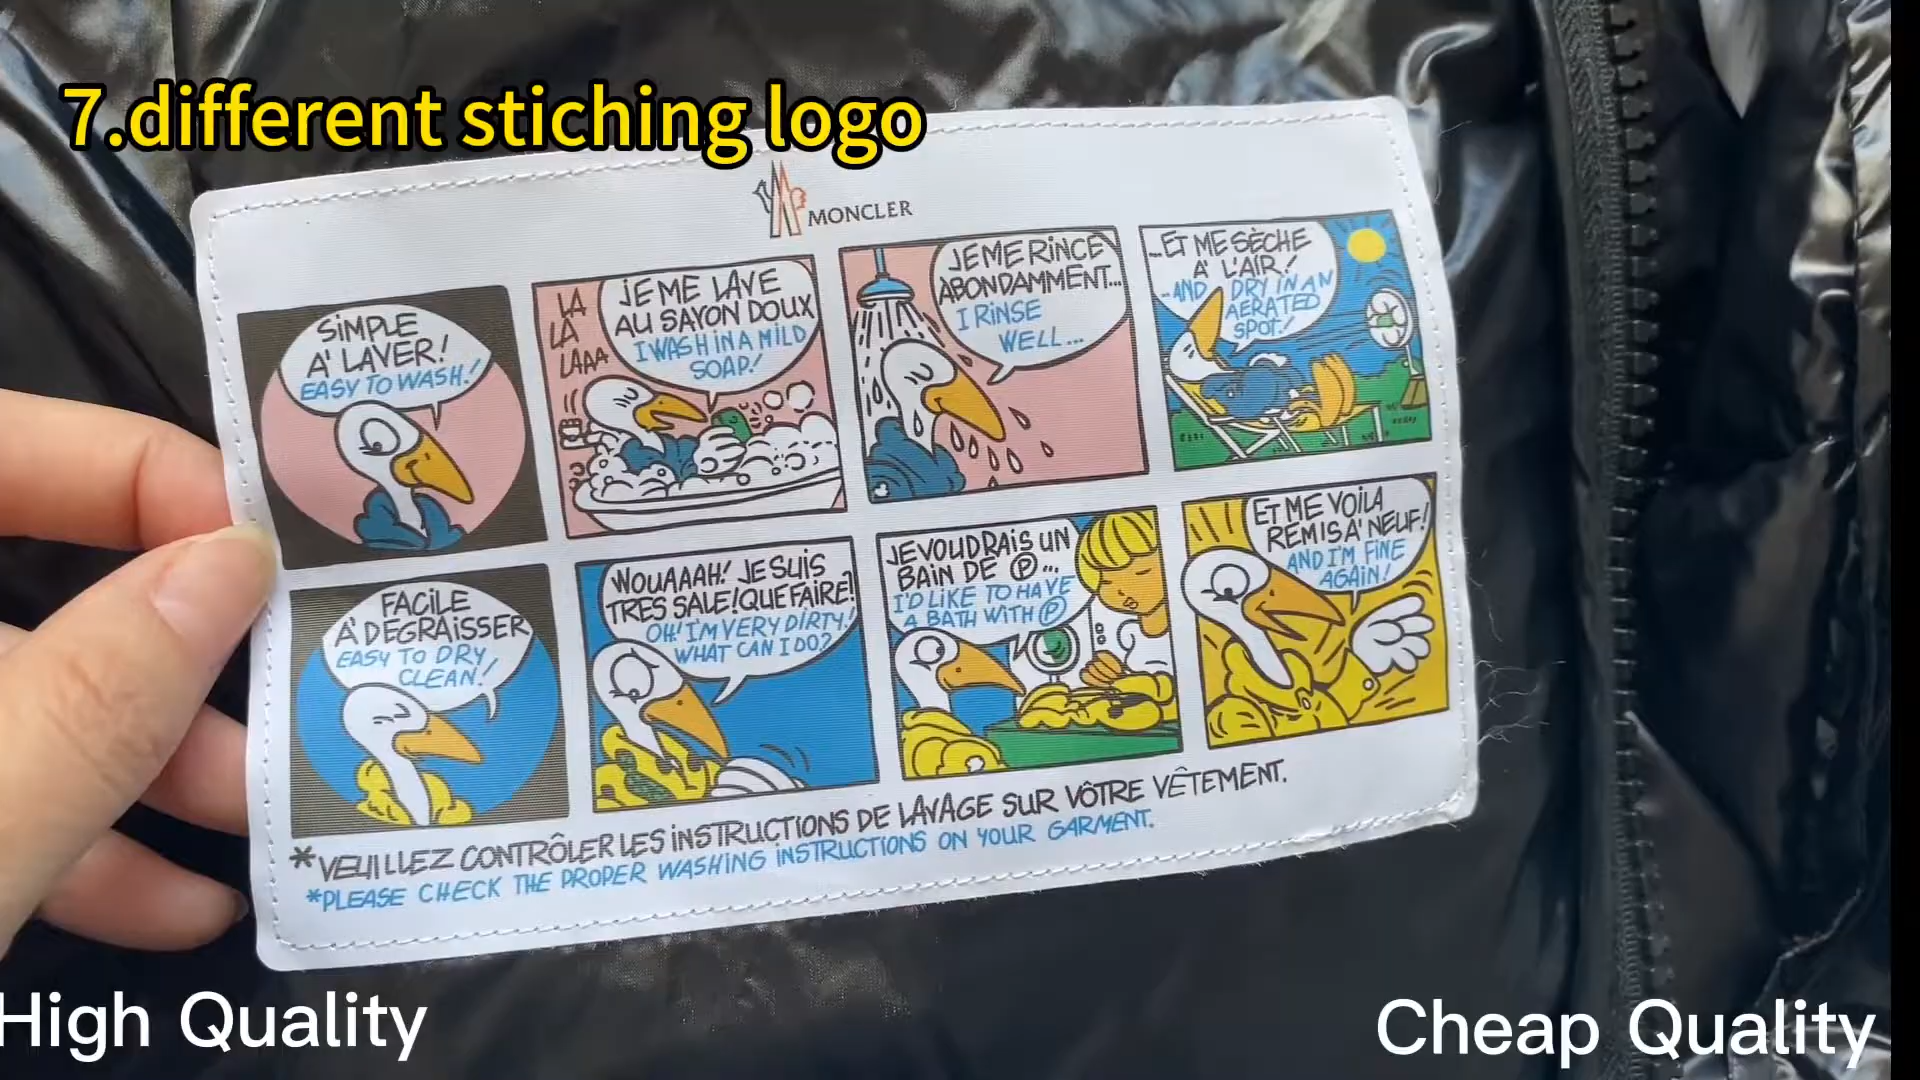 7.different stiching logo
MONCLER
SiMPLE
A' LAVER!
EASY TO WASH!
LA
LA
LAAA
JE ME LAVE
AU SAVON DOUX
I WASH IN A MILD
SOAP!
JE ME RiNCE
ABONDAMMENT...
I RiNSE
WELL...
...ET ME SÈCHE
A' L'AIR!
...AND DRY IN AN
AERATED
SPOT!
FACiLE
A' DEGRAiSSER
EASY TO DRY
CLEAN!
WOUAAAH! JE SUiS
TRES SALE! QUE FAIRE?
OH! I'M VERY DIRTY!
WHAT CAN I DO?
JE VOUDRAiS UN
BAiN DE Ⓟ...
I'D LiKE TO HAVE
A BATH WITH Ⓟ
ET ME VOiLA
REMiS A' NEUF!
AND I'M FINE
AGAiN!
*VEUILLEZ CONTRÔLER LES iNSTRUCTIONS DE LAVAGE SUR VÔTRE VÊTEMENT.
*PLEASE CHECK THE PROPER WASHiNG iNSTRUCTIONS ON YOUR GARMENT.
High Quality
Cheap Quality